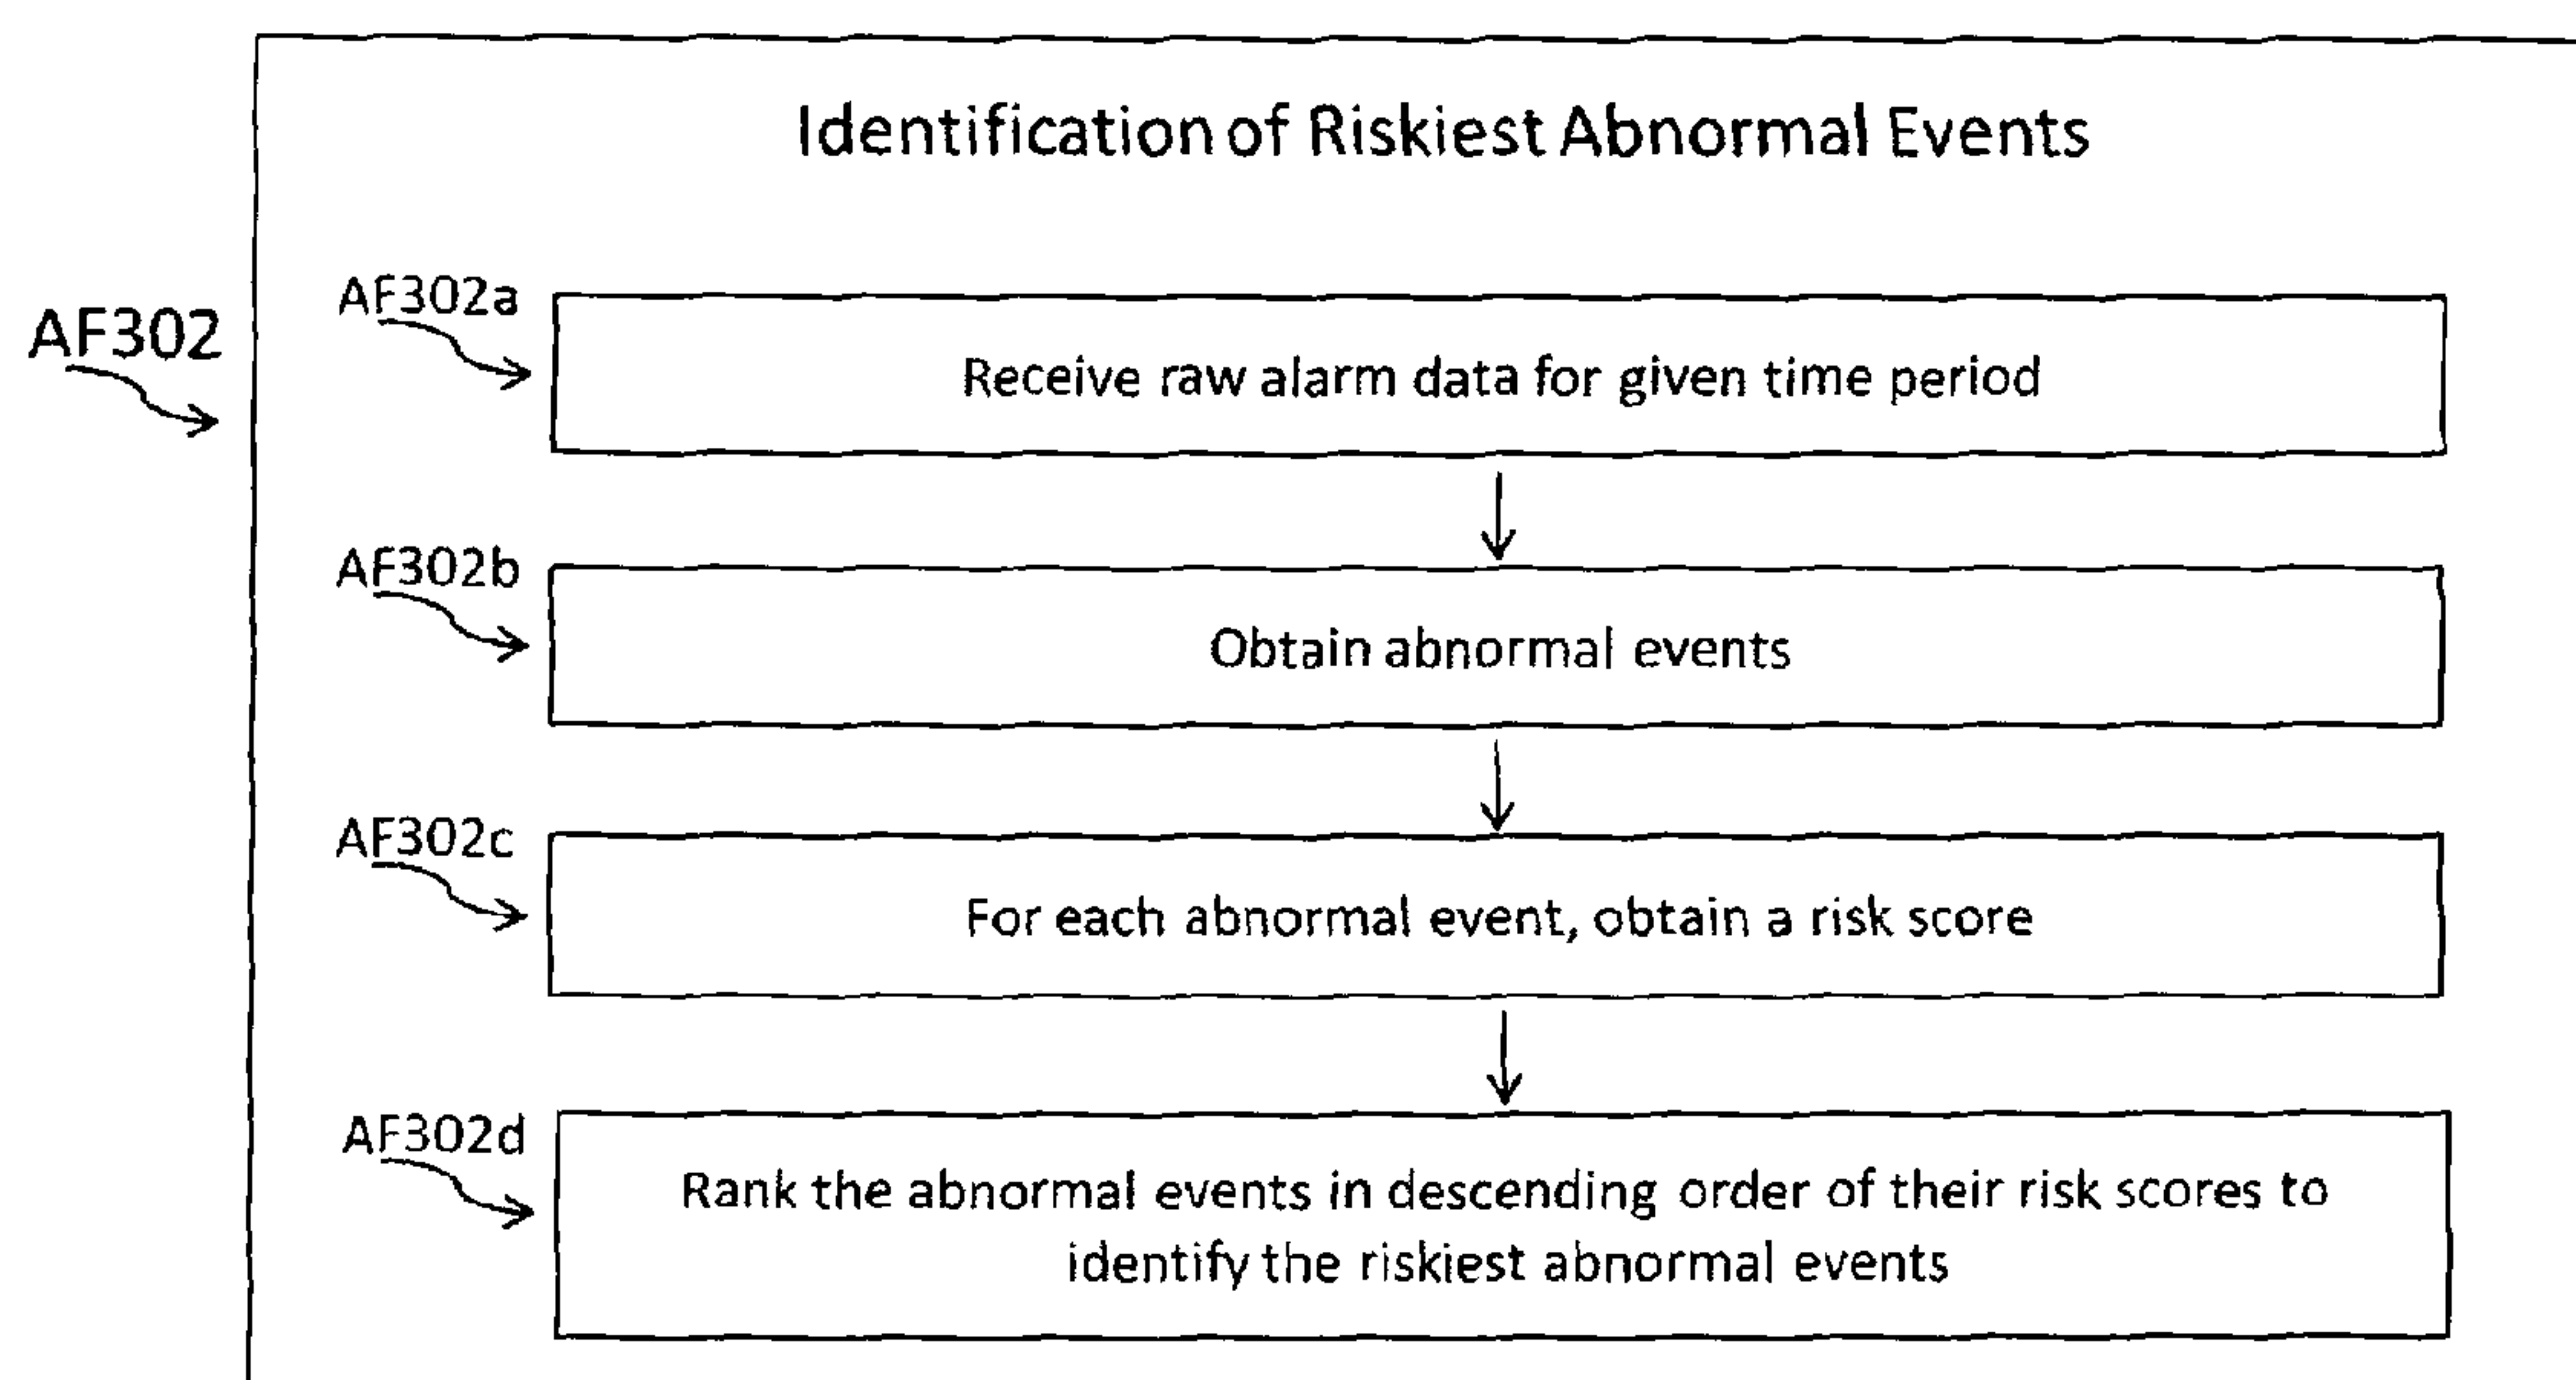 Identification of Riskiest Abnormal Events
AF302
AF302a
Receive raw alarm data for given time period
AF302b
Obtain abnormal events
AF302c
For each abnormal event, obtain a risk score
AF302d
Rank the abnormal events in descending order of their risk scores to
identify the riskiest abnormal events